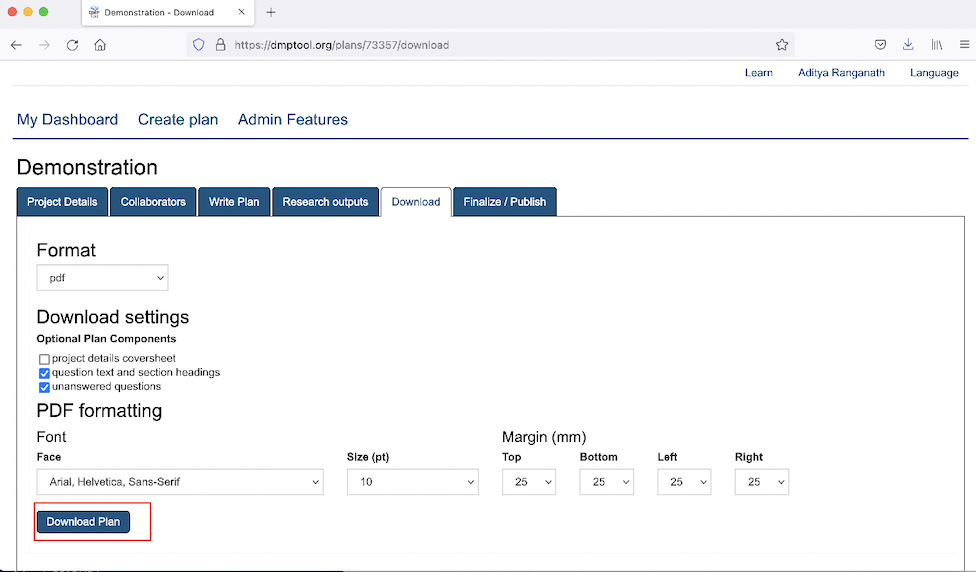 Demonstration - Download
https://dmptool.org/plans/73357/download
Learn Aditya Ranganath Language
My Dashboard Create plan Admin Features
Demonstration
Project Details Collaborators Write Plan Research outputs Download Finalize / Publish
Format
pdf
Download settings
Optional Plan Components
project details coversheet
question text and section headings
unanswered questions
PDF formatting
Font Margin (mm)
Face Size (pt) Top Bottom Left Right
Arial, Helvetica, Sans-Serif 10 25 25 25 25
Download Plan